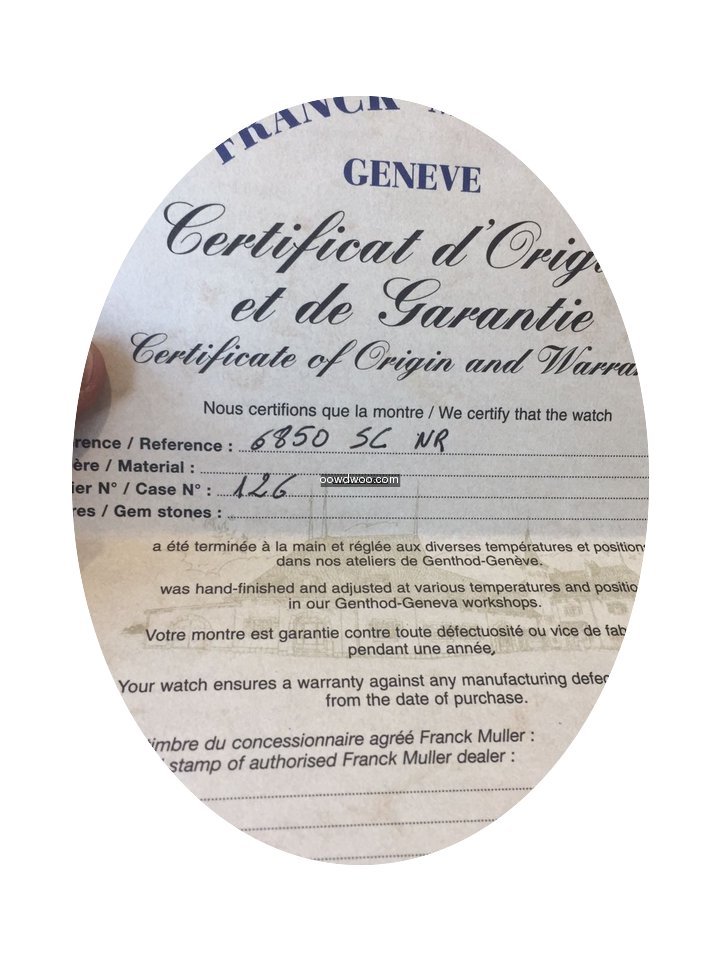 FRANCK
GENEVE
Certificat d'Orig
et de Garantie
Certificate of Origin and Warra
Nous certifions que la montre / We certify that the watch
rence / Reference : 6850 SC NR
ère / Material :
ier N° / Case N° : 126
oowdwoo.com
res / Gem stones :
a été terminée à la main et réglée aux diverses températures et position
dans nos ateliers de Genthod-Genève.
was hand-finished and adjusted at various temperatures and positio
in our Genthod-Geneva workshops.
Votre montre est garantie contre toute défectuosité ou vice de fab
pendant une année,
Your watch ensures a warranty against any manufacturing defec
from the date of purchase.
imbre du concessionnaire agréé Franck Muller :
stamp of authorised Franck Muller dealer :